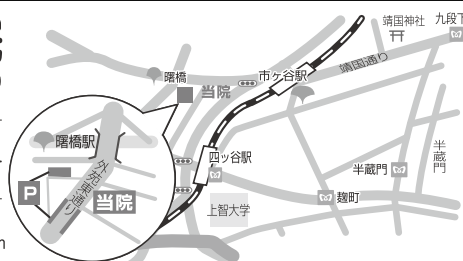 靖国神社
九段下
曙橋
市ヶ谷駅
靖国通り
当院
曙橋駅
四ッ谷駅
半蔵門
半蔵門
外苑東通り
P
当院
上智大学
麹町
m